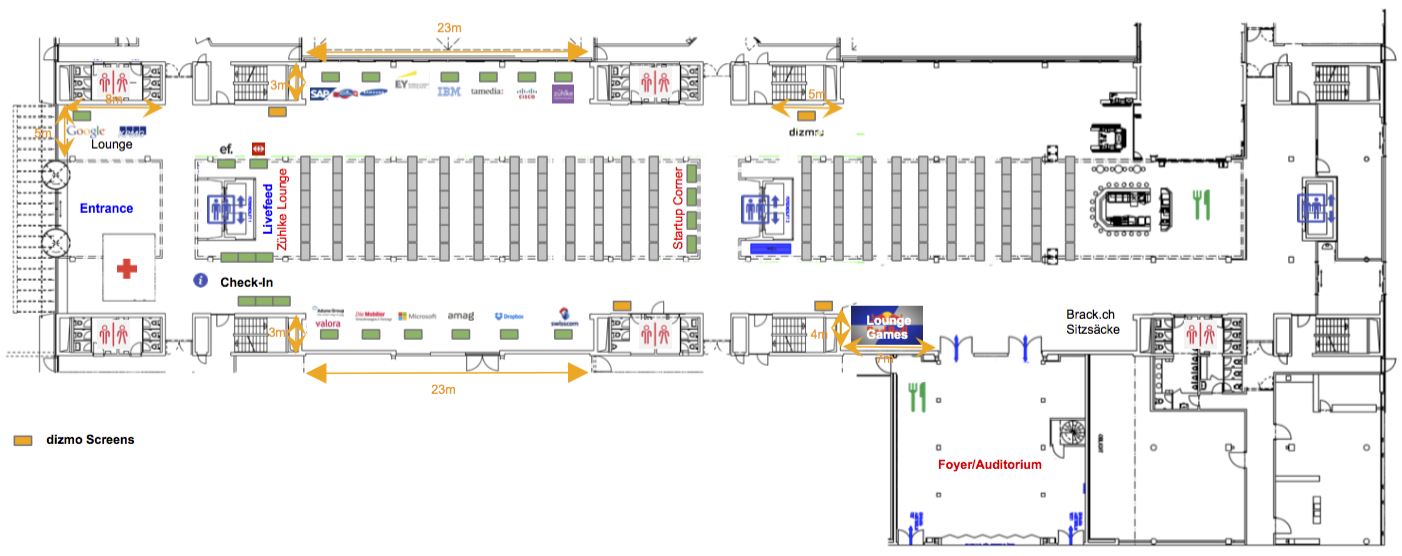 23m
3m
SAP
SAMSUNG
EY
IBM
tamedia:
cisco
zühlke
5m
8m
5m
Google
Lounge
dizmo
ef.
Entrance
Livefeed
Zühlke Lounge
Startup Corner
i
Check-In
Adune Group
valora
Die Mobiliar
Microsoft
amag
Dropbox
swisscom
3m
4m
Lounge
Games
7m
Brack.ch
Sitzsäcke
23m
dizmo Screens
Foyer/Auditorium